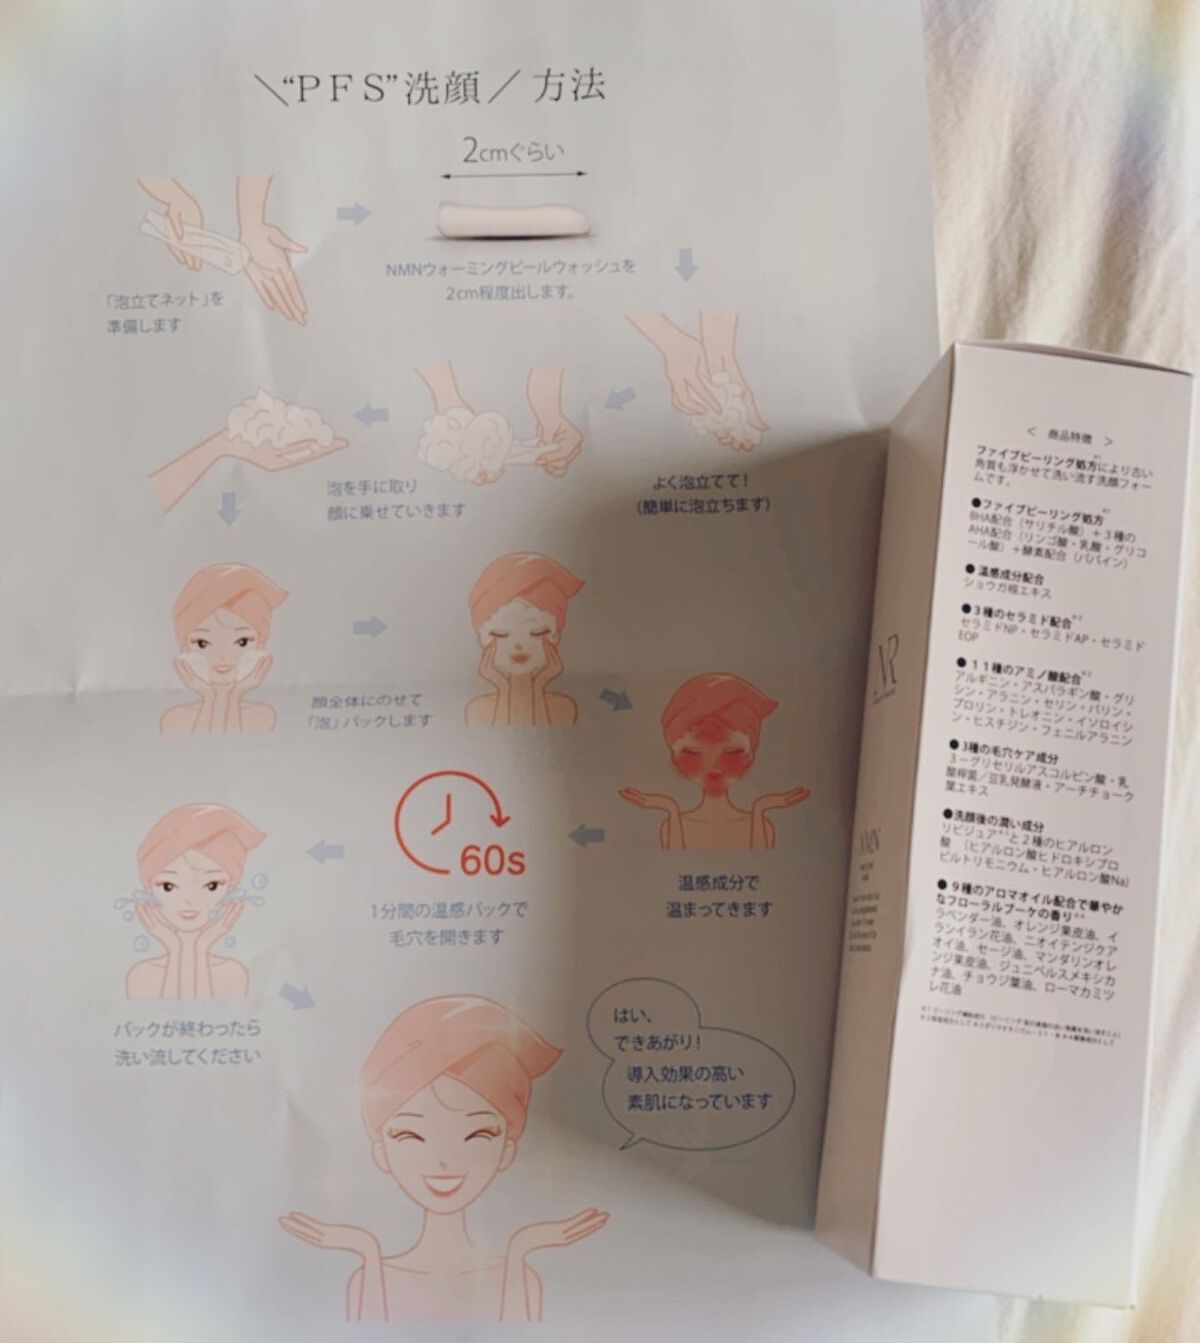 ＼“ＰＦＳ”洗顔／方法
2cmぐらい
「泡立てネット」を
準備します
NMNウォーミングピールウォッシュを
2cm程度出します。
よく泡立てて！
（簡単に泡立ちます）
泡を手に取り
顔に乗せていきます
顔全体にのせて
「泡」パックします
温感成分で
温まってきます
60s
1分間の温感パックで
毛穴を開きます
パックが終わったら
洗い流してください
はい、
できあがり！
導入効果の高い
素肌になっています
＜ 商品特徴 ＞
ファイブピーリング処方※1により古い
角質も浮かせて洗い流す洗顔フォー
ムです。
●ファイブピーリング処方※1
BHA配合（サリチル酸）＋３種の
AHA配合（リンゴ酸・乳酸・グリコ
ール酸）＋酵素配合（パパイン）
●温感成分配合
ショウガ根エキス
●３種のセラミド配合※2
セラミドNP・セラミドAP・セラミド
EOP
●１１種のアミノ酸配合※2
アルギニン・アスパラギン酸・グリ
シン・アラニン・セリン・バリン・
プロリン・トレオニン・イソロイシ
ン・ヒスチジン・フェニルアラニン
●3種の毛穴ケア成分
３－グリセリルアスコルビン酸・乳
酸桿菌／豆乳発酵液・アーチチョーク
葉エキス
●洗顔後の潤い成分
リピジュア※3と２種のヒアルロン
酸（ヒアルロン酸ヒドロキシプロ
ピルトリモニウム・ヒアルロン酸Na）
●９種のアロマオイル配合で華やか
なフローラルブーケの香り※4
ラベンダー油、オレンジ果皮油、イ
ランイラン花油、ニオイテンジクア
オイ油、セージ油、マンダリンオレ
ンジ果皮油、ジュニペルスメキシカ
ナ油、チョウジ葉油、ローマカミツ
レ花油
NMN